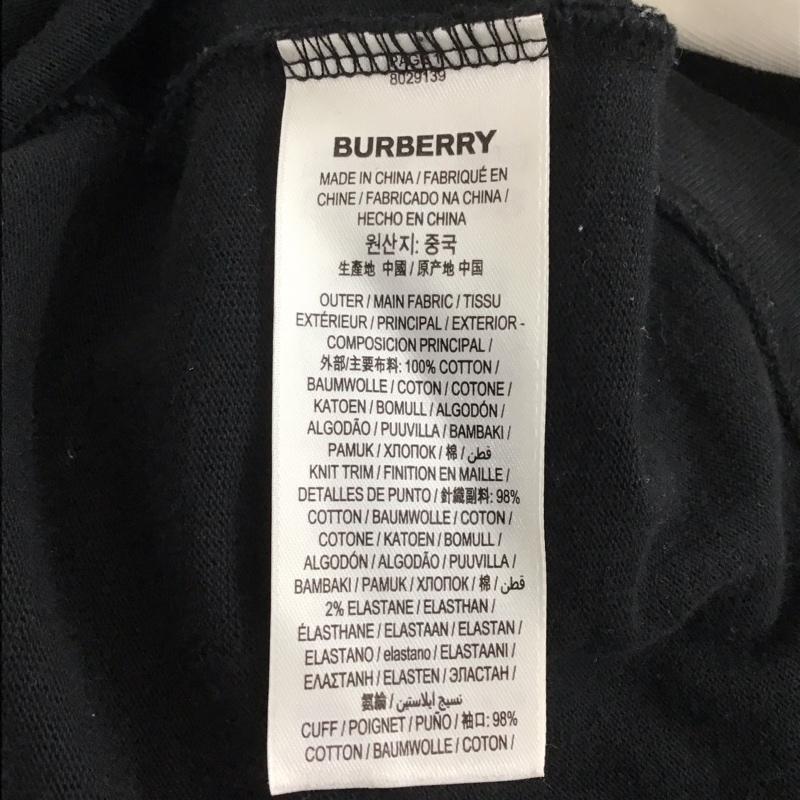 PAGE 1
8029139
BURBERRY
MADE IN CHINA / FABRIQUÉ EN
CHINE / FABRICADO NA CHINA /
HECHO EN CHINA
원산지: 중국
生產地 中國 / 原产地 中国
OUTER / MAIN FABRIC / TISSU
EXTÉRIEUR / PRINCIPAL / EXTERIOR -
COMPOSICION PRINCIPAL /
外部/主要布料: 100% COTTON /
BAUMWOLLE / COTON / COTONE /
KATOEN / BOMULL / ALGODÓN /
ALGODÃO / PUUVILLA / BAMBAKI /
PAMUK / ХЛОПОК / 棉 / قطن
KNIT TRIM / FINITION EN MAILLE /
DETALLES DE PUNTO / 針織副料: 98%
COTTON / BAUMWOLLE / COTON /
COTONE / KATOEN / BOMULL /
ALGODÓN / ALGODÃO / PUUVILLA /
BAMBAKI / PAMUK / ХЛОПОК / 棉 / قطن
2% ELASTANE / ELASTHAN /
ÉLASTHANE / ELASTAAN / ELASTAN /
ELASTANO / elastano / ELASTAANI /
ΕΛΑΣΤΑΝΗ / ELASTEN / ЭЛАСТАН /
氨綸 / نسيج ايلاستين
CUFF / POIGNET / PUÑO / 袖口: 98%
COTTON / BAUMWOLLE / COTON /